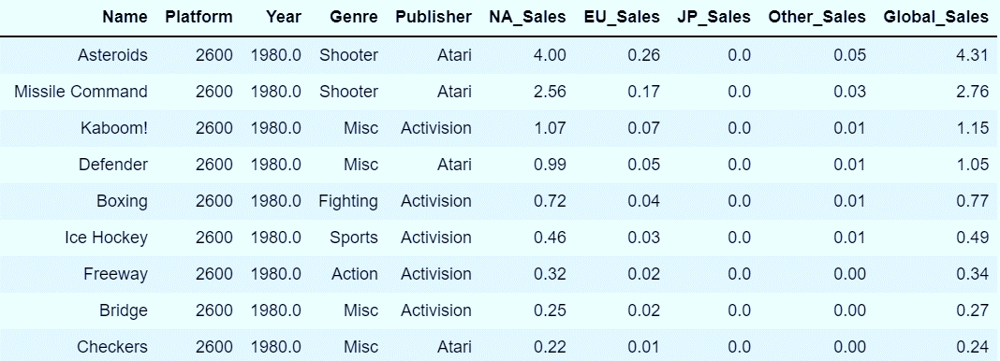 Name Platform Year Genre Publisher NA_Sales EU_Sales JP_Sales Other_Sales Global_Sales
Asteroids 2600 1980.0 Shooter Atari 4.00 0.26 0.0 0.05 4.31
Missile Command 2600 1980.0 Shooter Atari 2.56 0.17 0.0 0.03 2.76
Kaboom! 2600 1980.0 Misc Activision 1.07 0.07 0.0 0.01 1.15
Defender 2600 1980.0 Misc Atari 0.99 0.05 0.0 0.01 1.05
Boxing 2600 1980.0 Fighting Activision 0.72 0.04 0.0 0.01 0.77
Ice Hockey 2600 1980.0 Sports Activision 0.46 0.03 0.0 0.01 0.49
Freeway 2600 1980.0 Action Activision 0.32 0.02 0.0 0.00 0.34
Bridge 2600 1980.0 Misc Activision 0.25 0.02 0.0 0.00 0.27
Checkers 2600 1980.0 Misc Atari 0.22 0.01 0.0 0.00 0.24